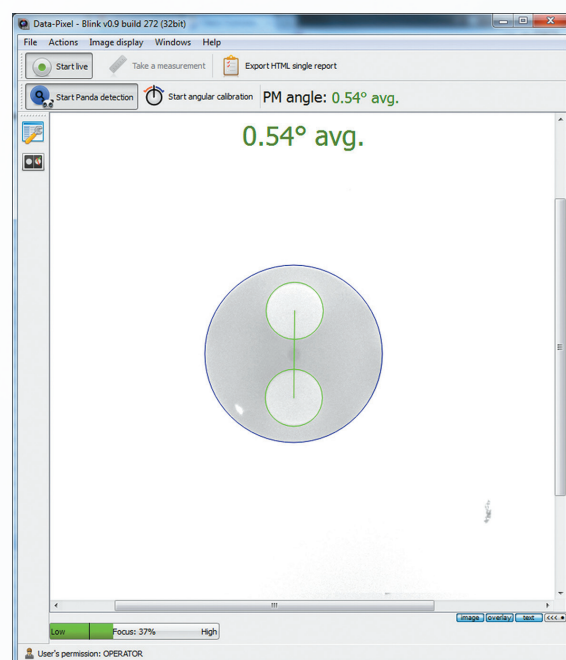 Data-Pixel - Blink v0.9 build 272 (32bit)
File Actions Image display Windows Help
Start live Take a measurement Export HTML single report
Start Panda detection Start angular calibration PM angle: 0.54° avg.
0.54° avg.
image overlay text <<<
Low Focus: 37% High
User's permission: OPERATOR